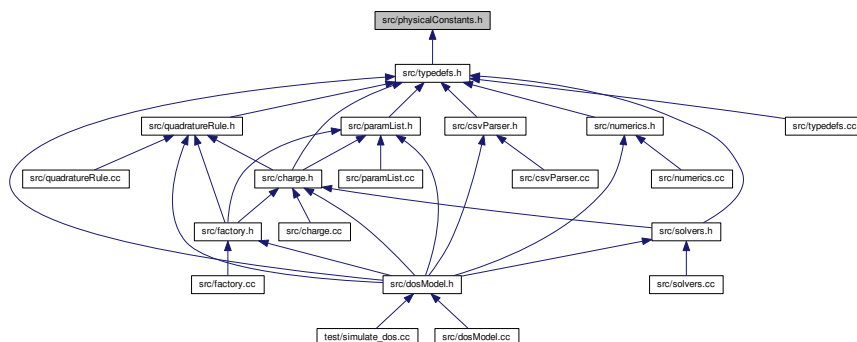 src/physicalConstants.h
src/typedefs.h
src/quadratureRule.h
src/paramList.h
src/csvParser.h
src/numerics.h
src/typedefs.cc
src/quadratureRule.cc
src/charge.h
src/paramList.cc
src/csvParser.cc
src/numerics.cc
src/factory.h
src/charge.cc
src/solvers.h
src/factory.cc
src/dosModel.h
src/solvers.cc
test/simulate_dos.cc
src/dosModel.cc